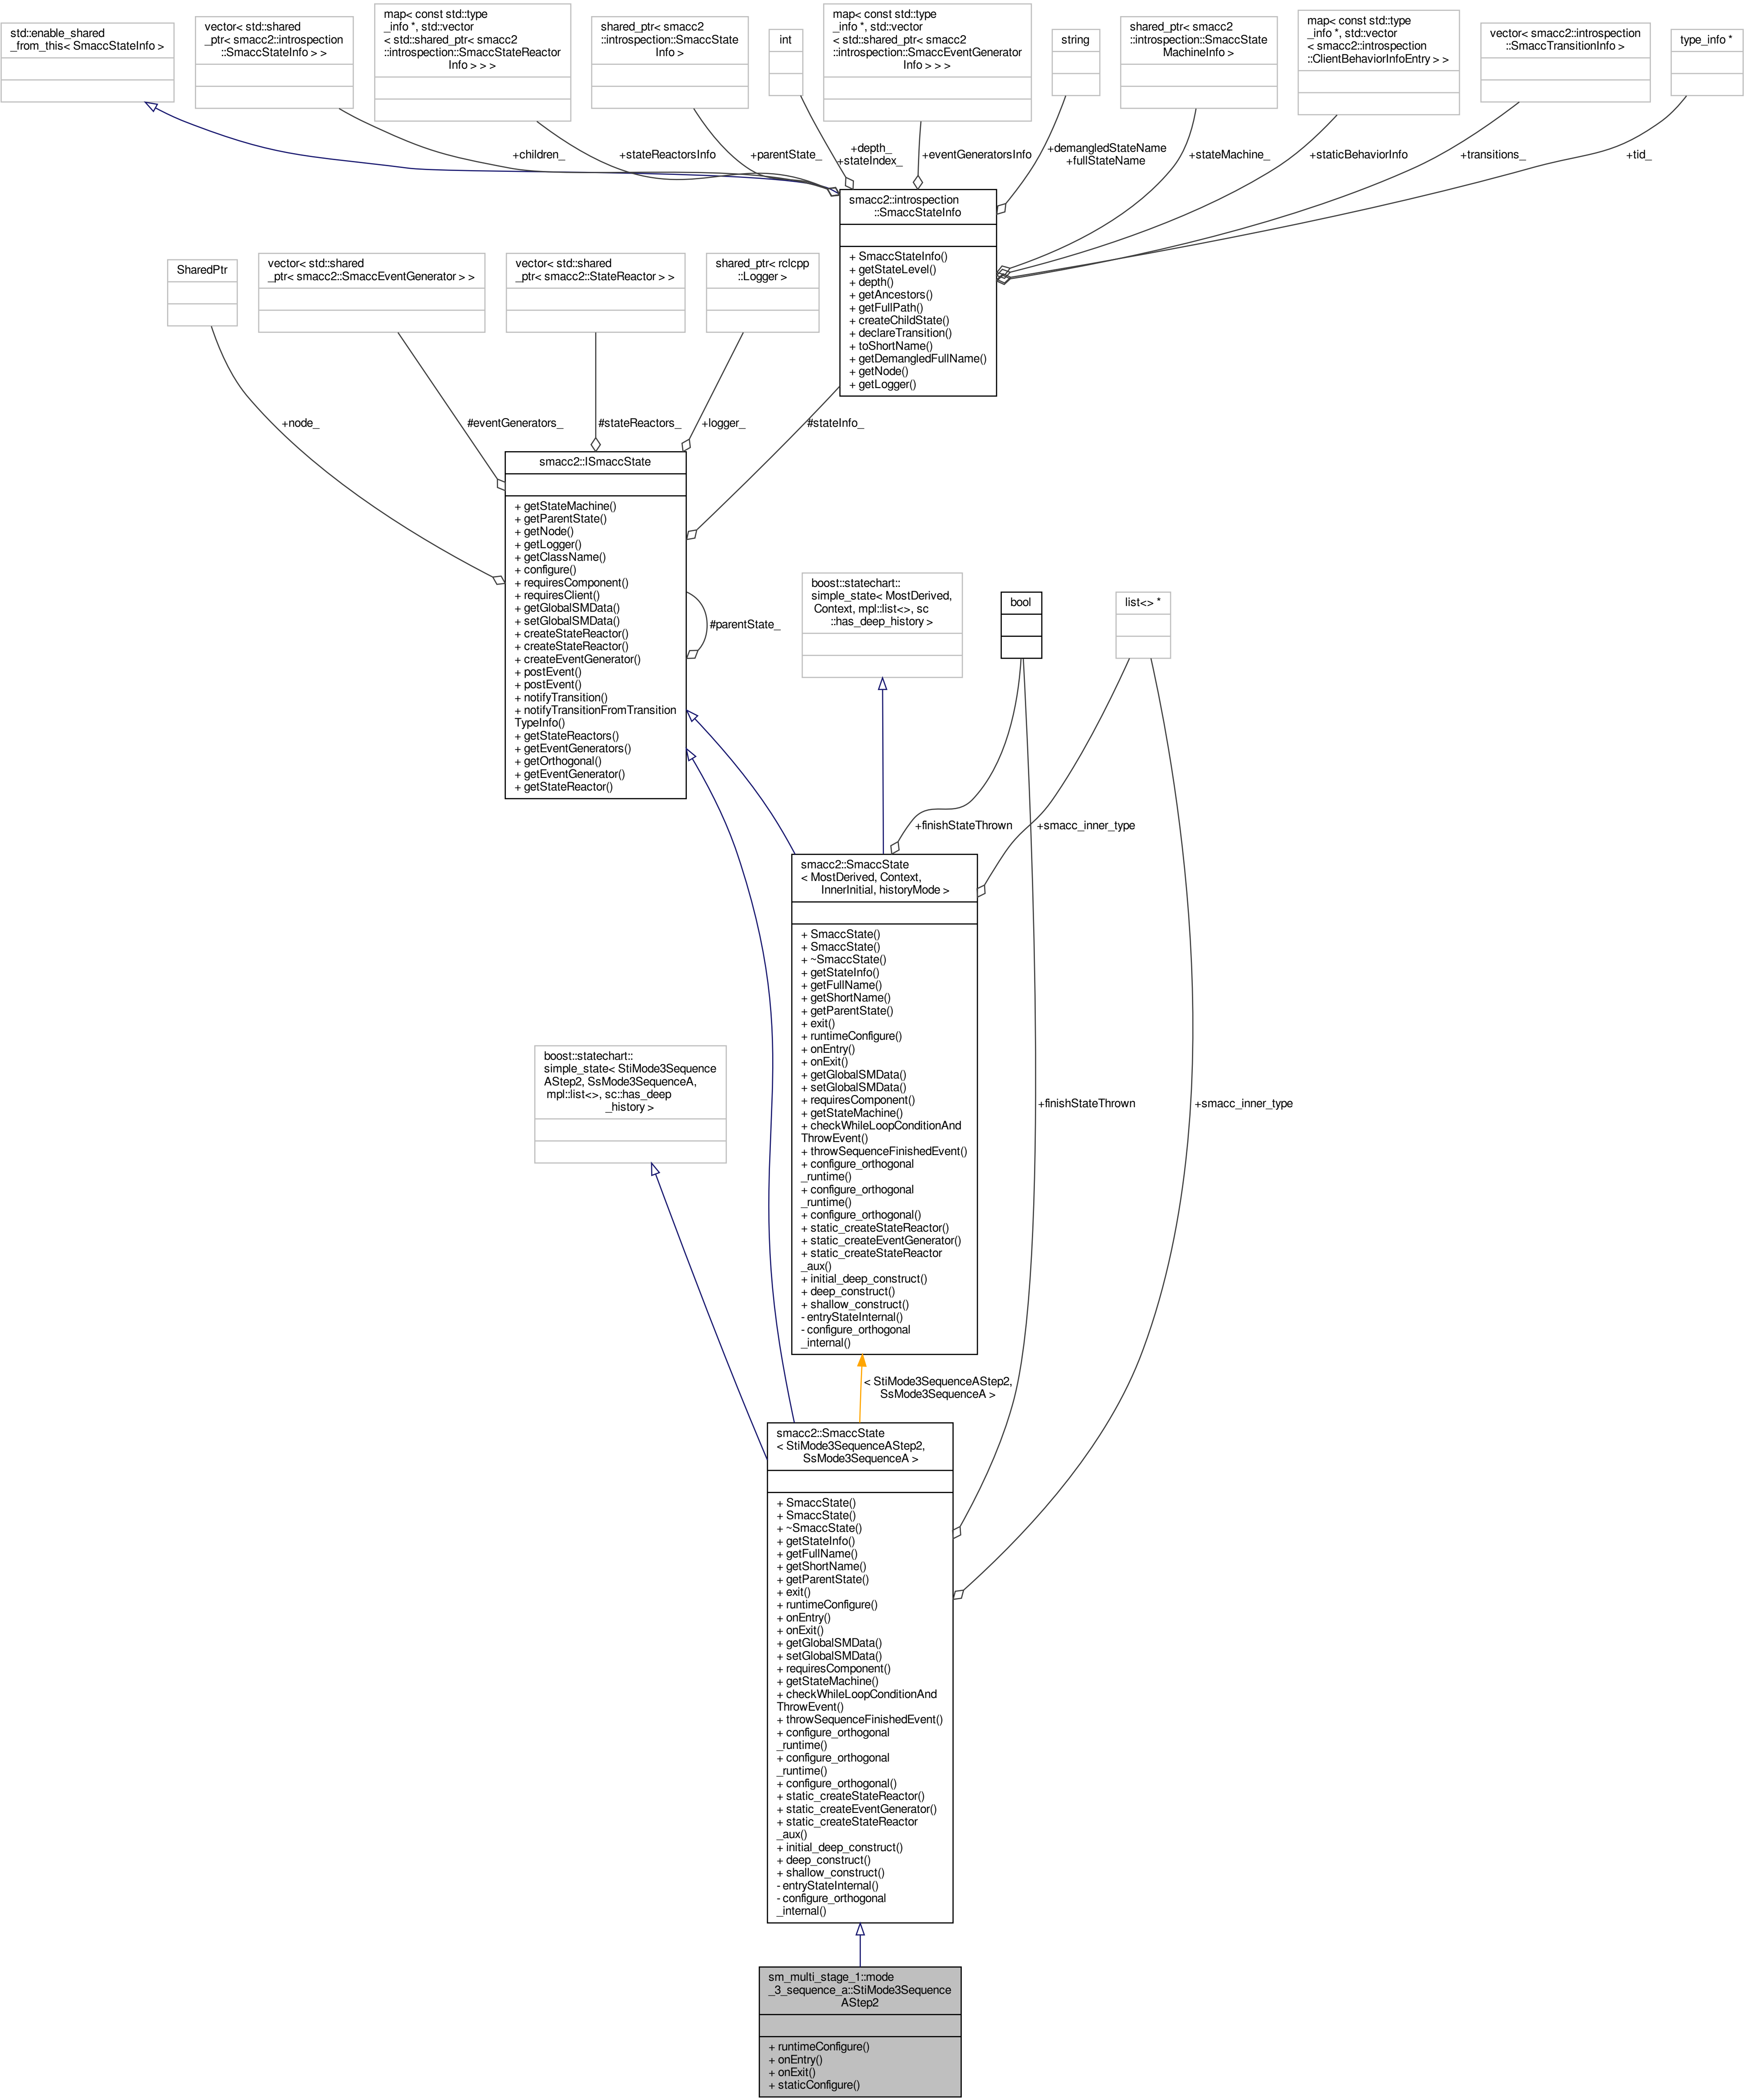 std::enable_shared
_from_this< SmaccStateInfo >
vector< std::shared
_ptr< smacc2::introspection
::SmaccStateInfo > >
map< const std::type
_info *, std::vector
< std::shared_ptr< smacc2
::introspection::SmaccStateReactor
Info > > >
shared_ptr< smacc2
::introspection::SmaccState
Info >
int
map< const std::type
_info *, std::vector
< std::shared_ptr< smacc2
::introspection::SmaccEventGenerator
Info > > >
string
shared_ptr< smacc2
::introspection::SmaccState
MachineInfo >
map< const std::type
_info *, std::vector
< smacc2::introspection
::ClientBehaviorInfoEntry > >
vector< smacc2::introspection
::SmaccTransitionInfo >
type_info *
+children_
+stateReactorsInfo
+parentState_
+depth_
+stateIndex_
+eventGeneratorsInfo
+demangledStateName
+fullStateName
+stateMachine_
+staticBehaviorInfo
+transitions_
+tid_
smacc2::introspection
::SmaccStateInfo
+ SmaccStateInfo()
+ getStateLevel()
+ depth()
+ getAncestors()
+ getFullPath()
+ createChildState()
+ declareTransition()
+ toShortName()
+ getDemangledFullName()
+ getNode()
+ getLogger()
SharedPtr
vector< std::shared
_ptr< smacc2::SmaccEventGenerator > >
vector< std::shared
_ptr< smacc2::StateReactor > >
shared_ptr< rclcpp
::Logger >
+node_
#eventGenerators_
#stateReactors_
+logger_
#stateInfo_
smacc2::ISmaccState
+ getStateMachine()
+ getParentState()
+ getNode()
+ getLogger()
+ getClassName()
+ configure()
+ requiresComponent()
+ requiresClient()
+ getGlobalSMData()
+ setGlobalSMData()
+ createStateReactor()
+ createStateReactor()
+ createEventGenerator()
+ postEvent()
+ postEvent()
+ notifyTransition()
+ notifyTransitionFromTransition
TypeInfo()
+ getStateReactors()
+ getEventGenerators()
+ getOrthogonal()
+ getEventGenerator()
+ getStateReactor()
#parentState_
boost::statechart::
simple_state< MostDerived,
Context, mpl::list<>, sc
::has_deep_history >
bool
list<> *
+finishStateThrown
+smacc_inner_type
smacc2::SmaccState
< MostDerived, Context,
InnerInitial, historyMode >
+ SmaccState()
+ SmaccState()
+ ~SmaccState()
+ getStateInfo()
+ getFullName()
+ getShortName()
+ getParentState()
+ exit()
+ runtimeConfigure()
+ onEntry()
+ onExit()
+ getGlobalSMData()
+ setGlobalSMData()
+ requiresComponent()
+ getStateMachine()
+ checkWhileLoopConditionAnd
ThrowEvent()
+ throwSequenceFinishedEvent()
+ configure_orthogonal
_runtime()
+ configure_orthogonal
_runtime()
+ configure_orthogonal()
+ static_createStateReactor()
+ static_createEventGenerator()
+ static_createStateReactor
_aux()
+ initial_deep_construct()
+ deep_construct()
+ shallow_construct()
- entryStateInternal()
- configure_orthogonal
_internal()
boost::statechart::
simple_state< StiMode3Sequence
AStep2, SsMode3SequenceA,
mpl::list<>, sc::has_deep
_history >
+finishStateThrown
+smacc_inner_type
< StiMode3SequenceAStep2,
SsMode3SequenceA >
smacc2::SmaccState
< StiMode3SequenceAStep2,
SsMode3SequenceA >
+ SmaccState()
+ SmaccState()
+ ~SmaccState()
+ getStateInfo()
+ getFullName()
+ getShortName()
+ getParentState()
+ exit()
+ runtimeConfigure()
+ onEntry()
+ onExit()
+ getGlobalSMData()
+ setGlobalSMData()
+ requiresComponent()
+ getStateMachine()
+ checkWhileLoopConditionAnd
ThrowEvent()
+ throwSequenceFinishedEvent()
+ configure_orthogonal
_runtime()
+ configure_orthogonal
_runtime()
+ configure_orthogonal()
+ static_createStateReactor()
+ static_createEventGenerator()
+ static_createStateReactor
_aux()
+ initial_deep_construct()
+ deep_construct()
+ shallow_construct()
- entryStateInternal()
- configure_orthogonal
_internal()
sm_multi_stage_1::mode
_3_sequence_a::StiMode3Sequence
AStep2
+ runtimeConfigure()
+ onEntry()
+ onExit()
+ staticConfigure()